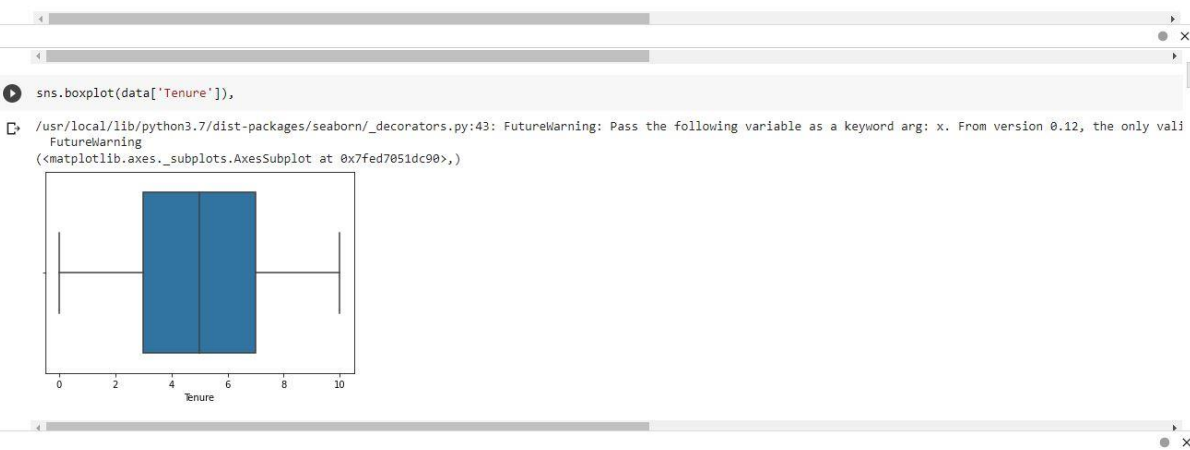 sns.boxplot(data['Tenure']),
/usr/local/lib/python3.7/dist-packages/seaborn/_decorators.py:43: FutureWarning: Pass the following variable as a keyword arg: x. From version 0.12, the only vali
FutureWarning
(<matplotlib.axes._subplots.AxesSubplot at 0x7fed7051dc90>,)
0 2 4 6 8 10
Tenure